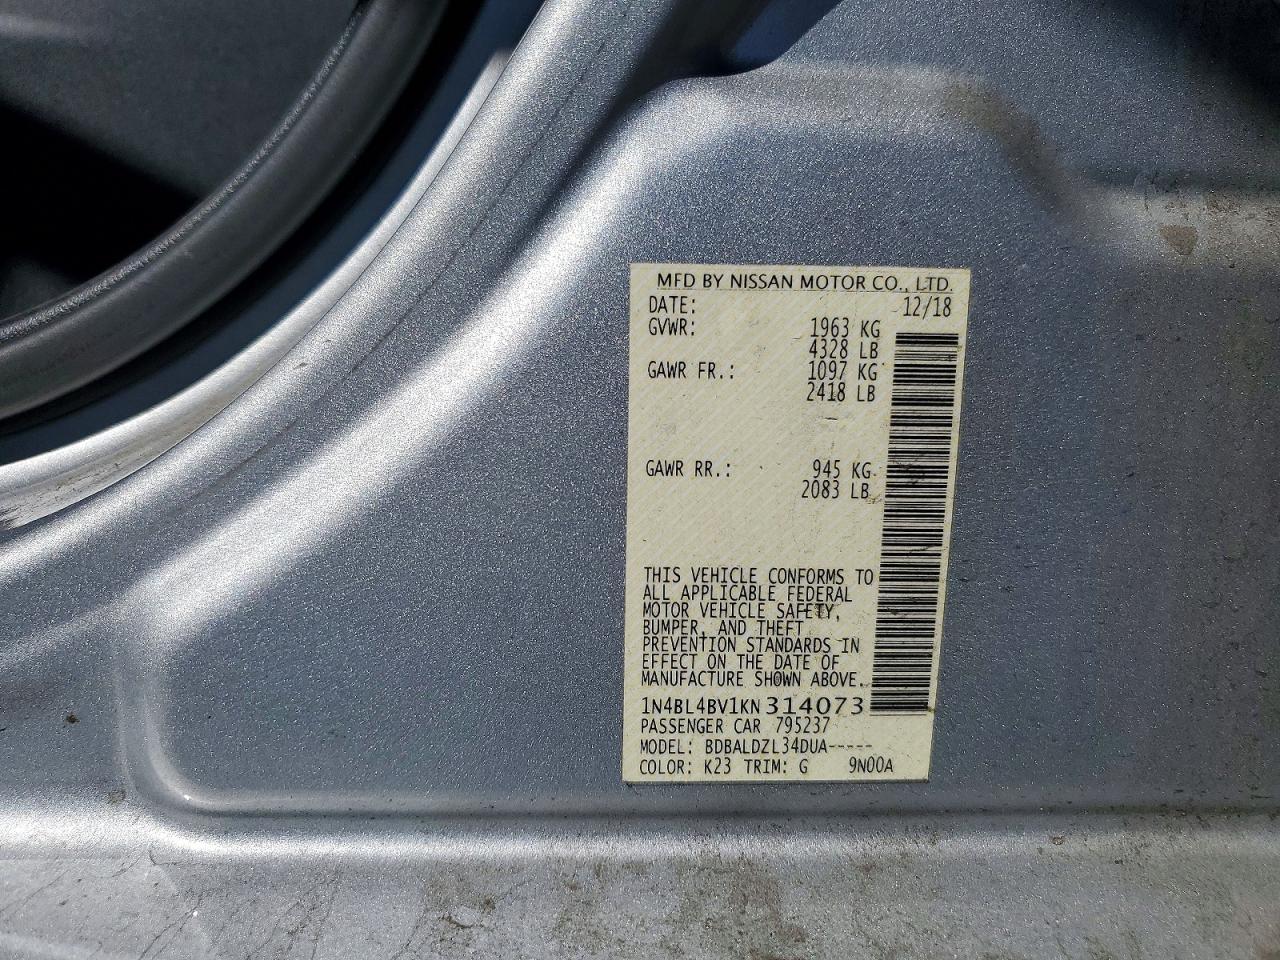 MFD BY NISSAN MOTOR CO., LTD.
DATE: 12/18
GVWR: 1963 KG
4328 LB
GAWR FR.: 1097 KG
2418 LB
GAWR RR.: 945 KG
2083 LB
THIS VEHICLE CONFORMS TO
ALL APPLICABLE FEDERAL
MOTOR VEHICLE SAFETY,
BUMPER, AND THEFT
PREVENTION STANDARDS IN
EFFECT ON THE DATE OF
MANUFACTURE SHOWN ABOVE.
1N4BL4BV1KN314073
PASSENGER CAR 795237
MODEL: BDBALDZL34DUA-----
COLOR: K23 TRIM: G 9N00A